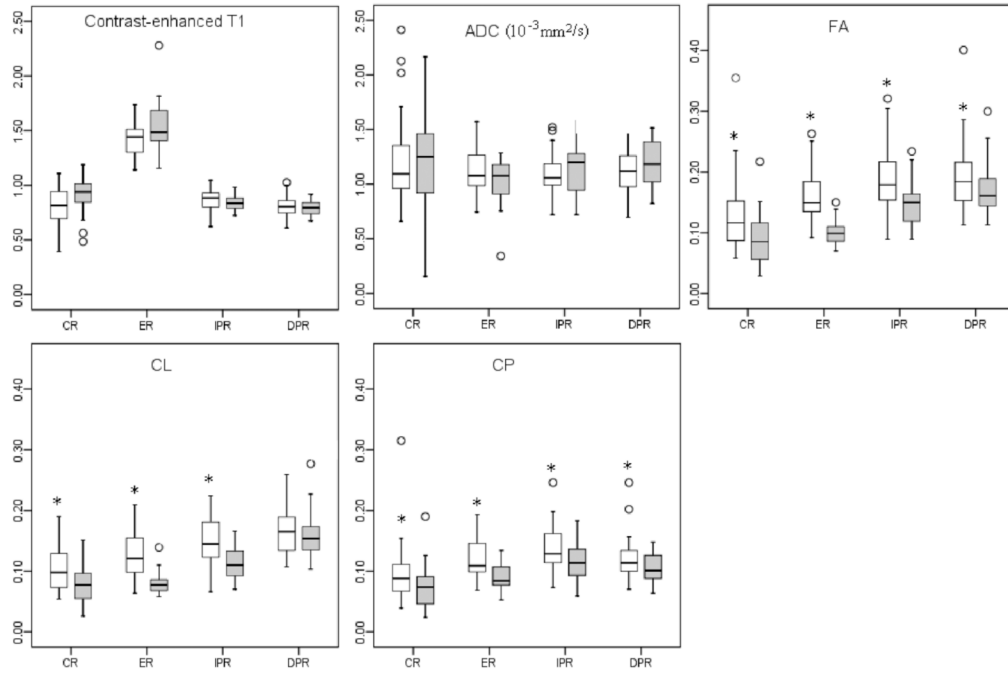 Contrast-enhanced T1
2.50
2.00
1.50
1.00
0.50
0.00
CR ER IPR DPR
ADC (10⁻³mm²/s)
2.50
2.00
1.50
1.00
0.50
0.00
CR ER IPR DPR
FA
0.40
0.30
0.20
0.10
0.00
* * * *
CR ER IPR DPR
CL
0.40
0.30
0.20
0.10
0.00
* * *
CR ER IPR DPR
CP
0.40
0.30
0.20
0.10
0.00
* * * *
CR ER IPR DPR